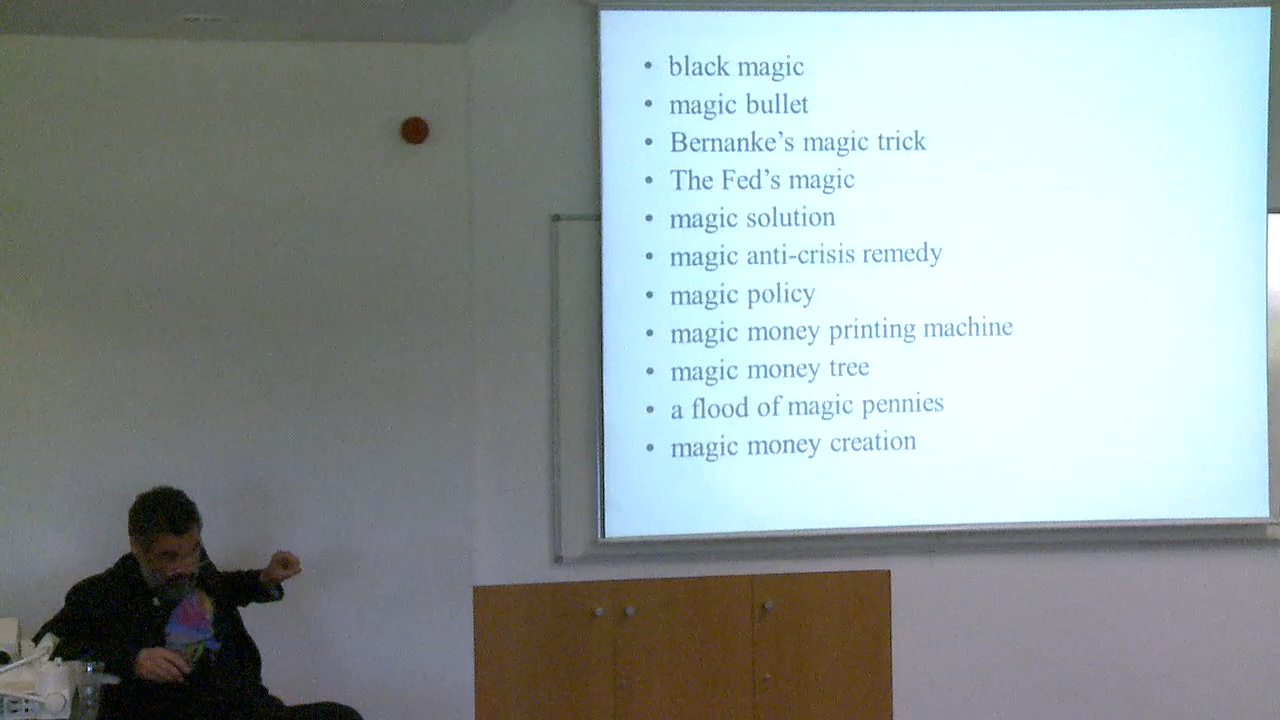 • black magic
• magic bullet
• Bernanke’s magic trick
• The Fed’s magic
• magic solution
• magic anti-crisis remedy
• magic policy
• magic money printing machine
• magic money tree
• a flood of magic pennies
• magic money creation